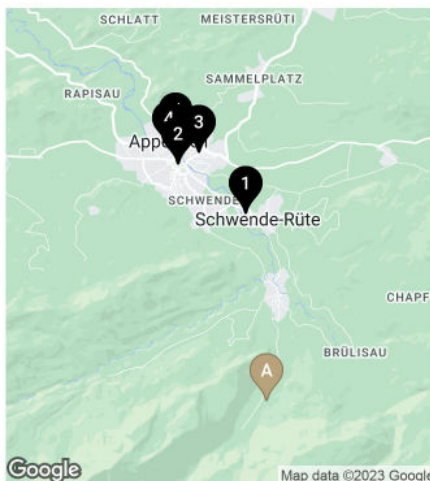 SCHLATT
MEISTERSRÜTI
SAMMELPLATZ
RAPISAU
4
3
2
1
SCHWENDE
Schwende-Rüte
CHAPF
BRÜLISAU
A
Google
Map data ©2023 Google